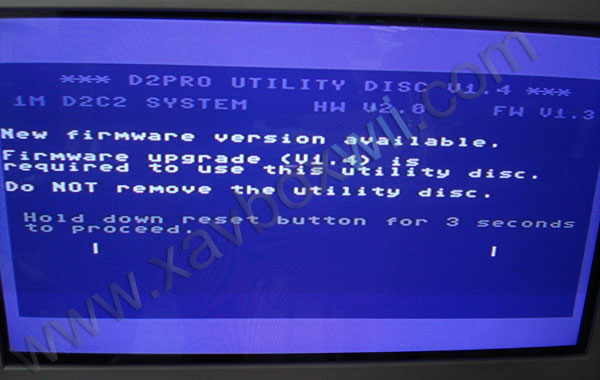 *** D2PRO UTILITY DISC V1.4 ***
1M D2C2 SYSTEM HW V2.0 FW V1.3
New firmware version available.
Firmware upgrade (V1.4) is
required to use this utility disc.
Do NOT remove the utility disc.
Hold down reset button for 3 seconds
to proceed.
www.xavboxwii.com